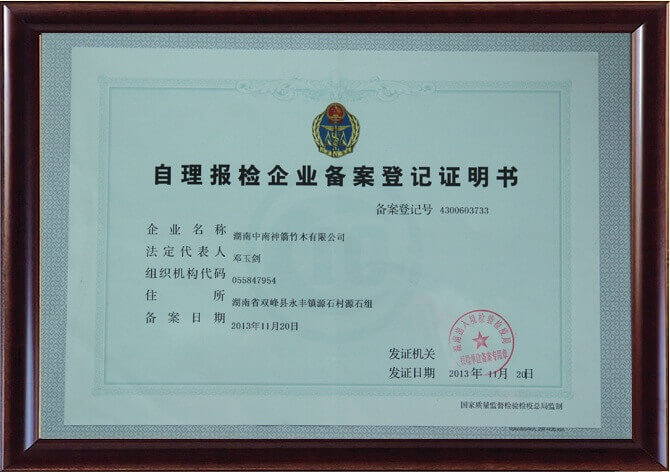 自理报检企业备案登记证明书
备案登记号 4300603733
企业名称 湖南中南神箭竹木有限公司
法定代表人 邓玉剑
组织机构代码 055847954
住所 湖南省双峰县永丰镇源石村源石组
备案日期 2013年11月20日
发证机关
发证日期 2013年11月20日
国家质量监督检验检疫总局监制